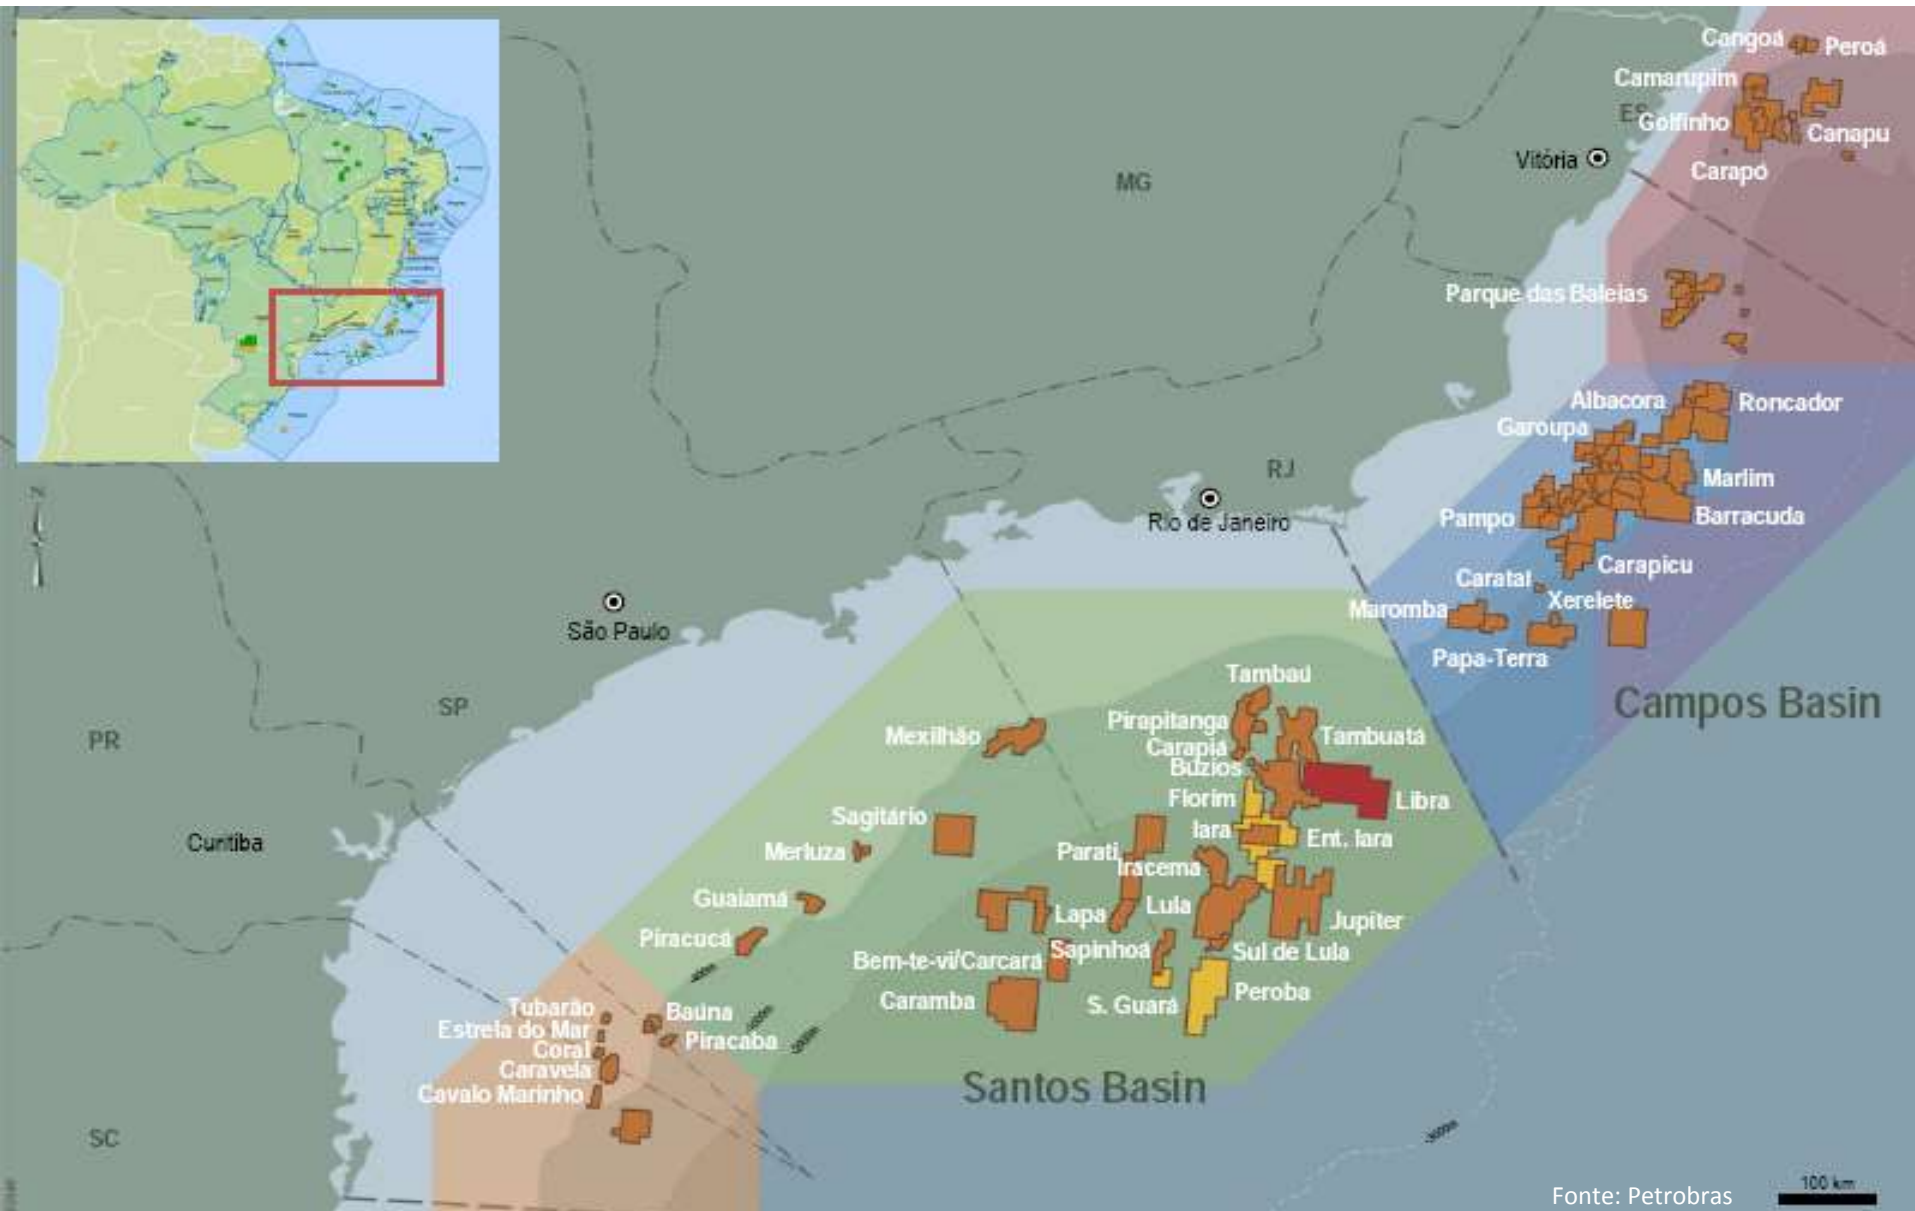 Cangoá
Peroá
Camarupim
ES
Golfinho
Canapu
Vitória
Carapó
MG
Parque das Baleias
Albacora
Roncador
Garoupa
RJ
Marlim
Rio de Janeiro
Pampo
Barracuda
Carapicu
Caratai
Xerelete
Maromba
São Paulo
Papa-Terra
Tambaú
Campos Basin
SP
PR
Mexilhão
Pirapitanga
Tambuatá
Carapiá
Búzios
Florim
Libra
Sagitário
Iara
Ent. Iara
Curitiba
Merluza
Parati
Iracema
Guaiamá
Lapa
Lula
Jupiter
Piracucá
Bem-te-vi/Carcará
Sapinhoá
Sul de Lula
Caramba
S. Guará
Peroba
Tubarão
Baúna
Estrela do Mar
Piracaba
Coral
Caravela
Cavalo Marinho
Santos Basin
SC
N
100 km
Fonte: Petrobras